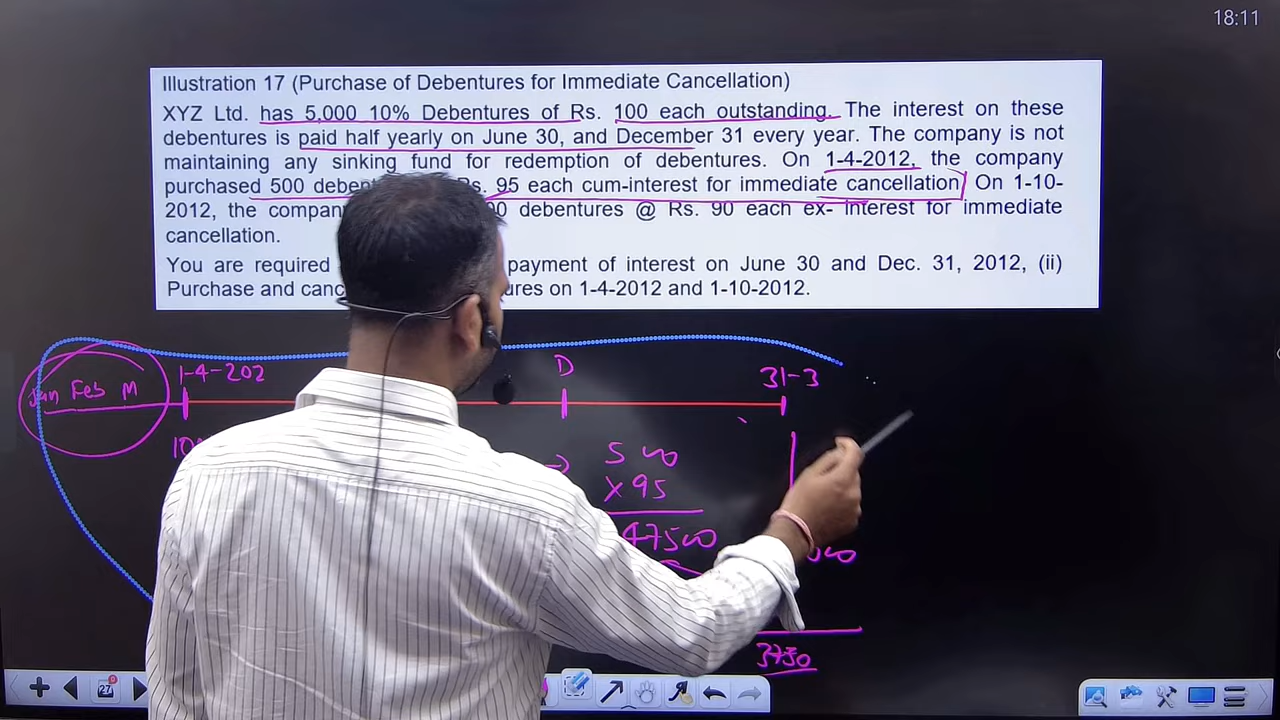 18:11
Illustration 17 (Purchase of Debentures for Immediate Cancellation)
XYZ Ltd. has 5,000 10% Debentures of Rs. 100 each outstanding. The interest on these
debentures is paid half yearly on June 30, and December 31 every year. The company is not
maintaining any sinking fund for redemption of debentures. On 1-4-2012, the company
purchased 500 95 each cum-interest for immediate cancellation. On 1-10-
2012, the debentures @ Rs. 90 each ex- interest for immediate
cancellation.
You are required payment of interest on June 30 and Dec. 31, 2012, (ii)
Purchase and on 1-4-2012 and 1-10-2012.
Jan Feb M
1-4-202
D
31-3
500
X 95
47500
3750
27